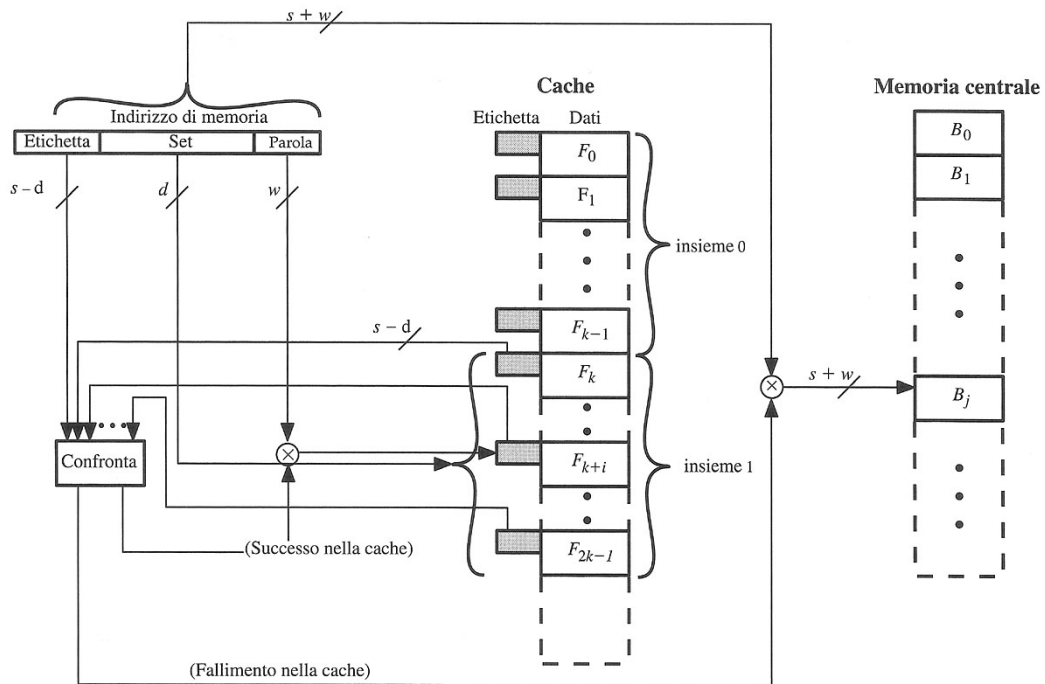 s + w
Cache
Memoria centrale
Indirizzo di memoria
Etichetta Dati
Etichetta Set Parola
F0
B0
B1
s – d
d
w
F1
insieme 0
s – d
Fk–1
Fk
s + w
Bj
Confronta
Fk+i
insieme 1
(Successo nella cache)
F2k–1
(Fallimento nella cache)